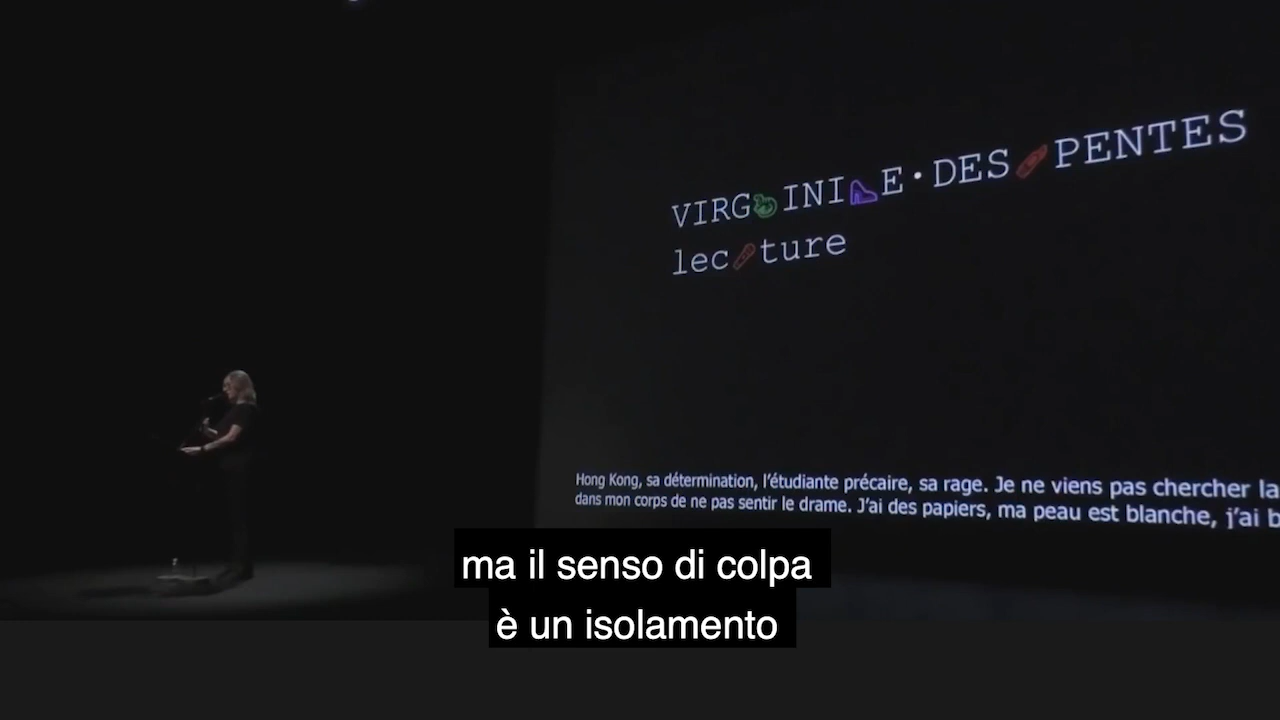 VIRGINIE·DESPENTES
lecture
Hong Kong, sa détermination, l'étudiante précaire, sa rage. Je ne viens pas chercher la
dans mon corps de ne pas sentir le drame. J'ai des papiers, ma peau est blanche, j'ai b
ma il senso di colpa
è un isolamento